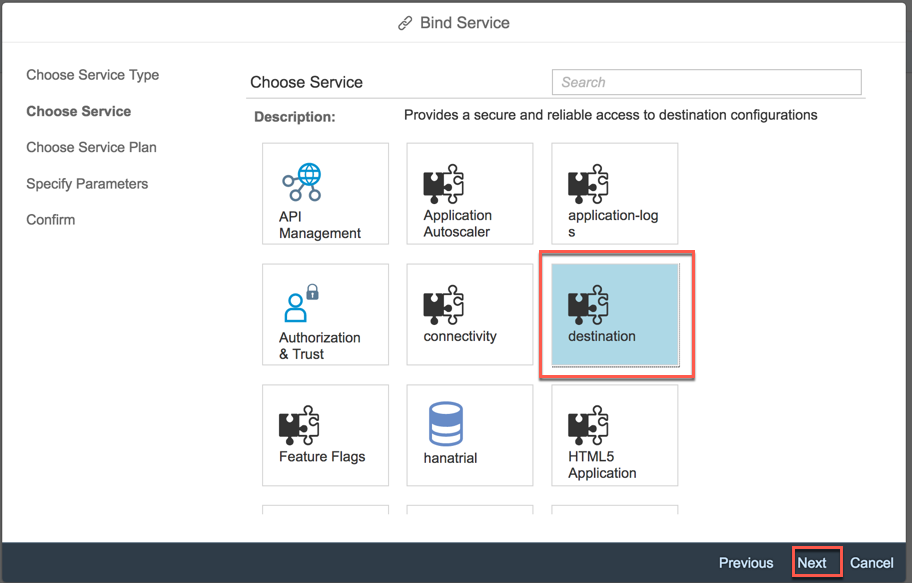 Bind Service
Choose Service Type
Choose Service
Choose Service Plan
Specify Parameters
Confirm
Choose Service
Search
Description:
Provides a secure and reliable access to destination configurations
API
Management
Application
Autoscaler
application-log
s
Authorization
& Trust
connectivity
destination
Feature Flags
hanatrial
HTML5
Application
Previous
Next
Cancel